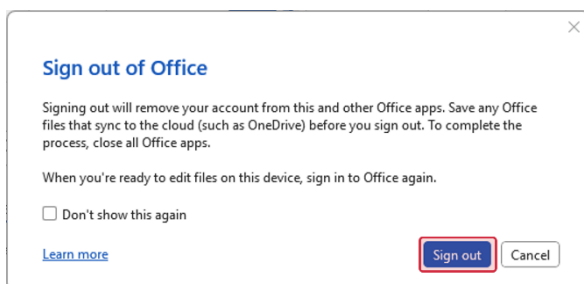 Sign out of Office
Signing out will remove your account from this and other Office apps. Save any Office
files that sync to the cloud (such as OneDrive) before you sign out. To complete the
process, close all Office apps.
When you're ready to edit files on this device, sign in to Office again.
Don't show this again
Learn more
Sign out
Cancel